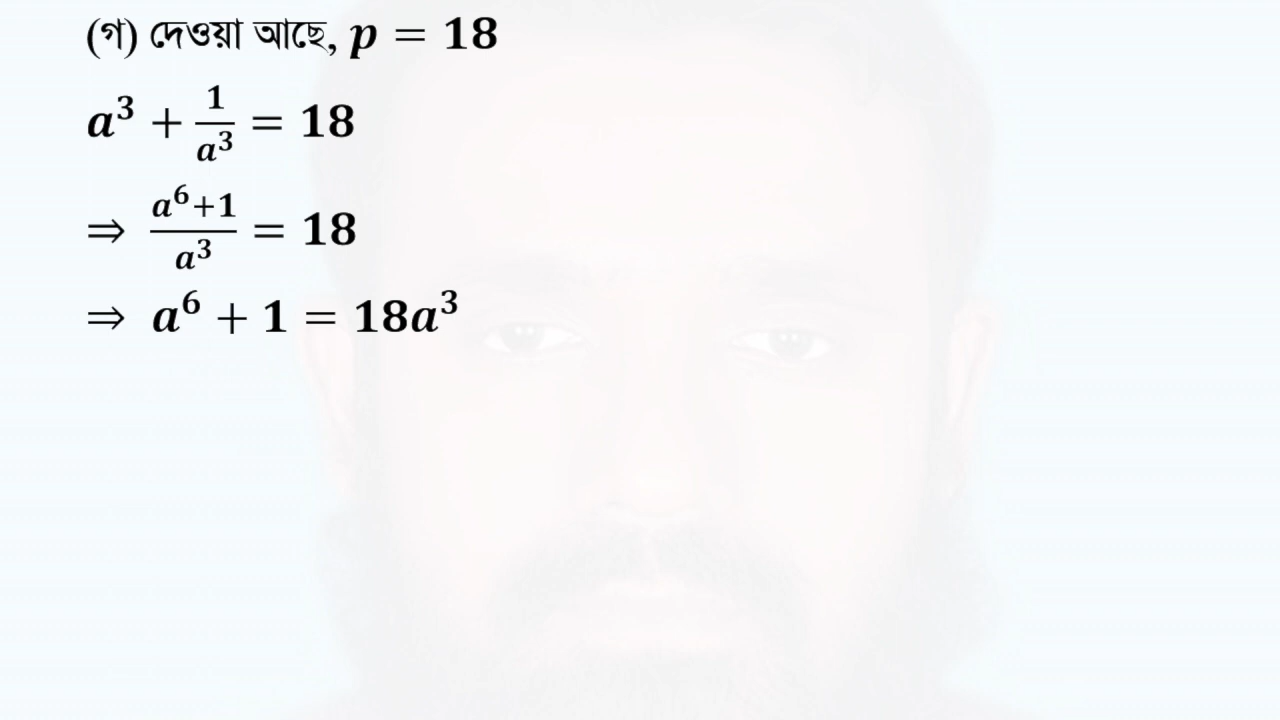 (গ) দেওয়া আছে, p = 18
a³ + 1/a³ = 18
⇒ (a⁶+1)/a³ = 18
⇒ a⁶ + 1 = 18a³